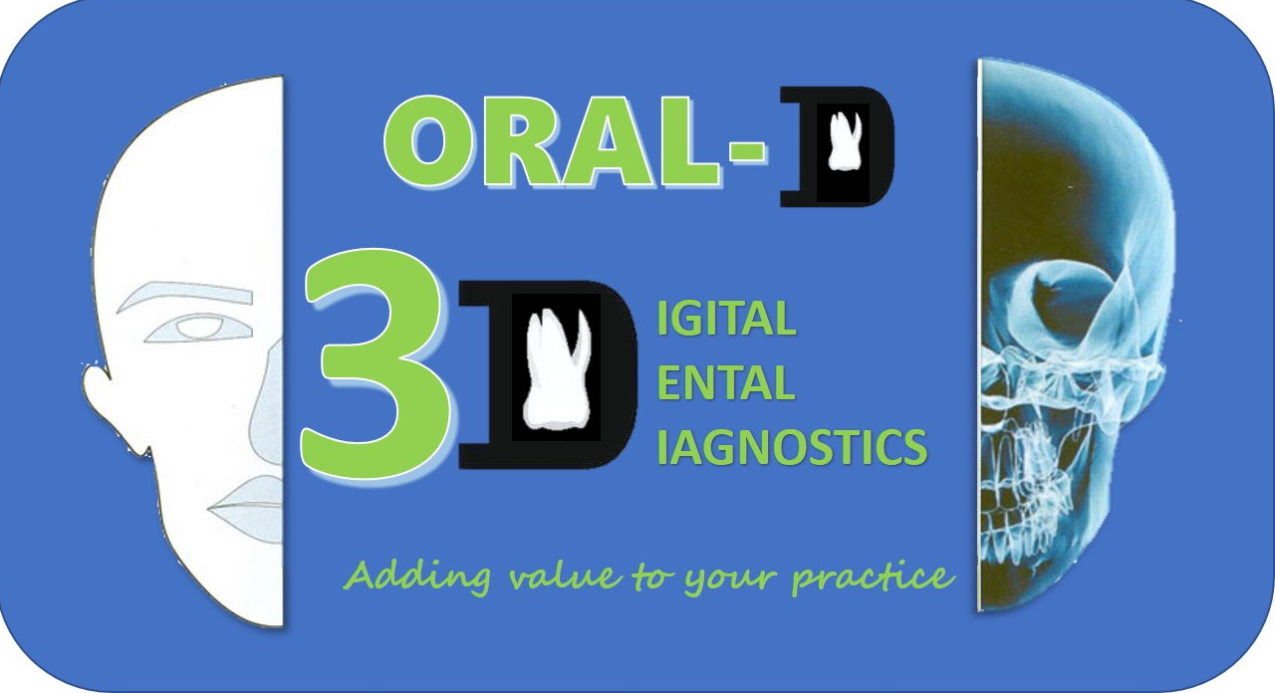 ORAL-D
3D
IGITAL
ENTAL
IAGNOSTICS
Adding value to your practice